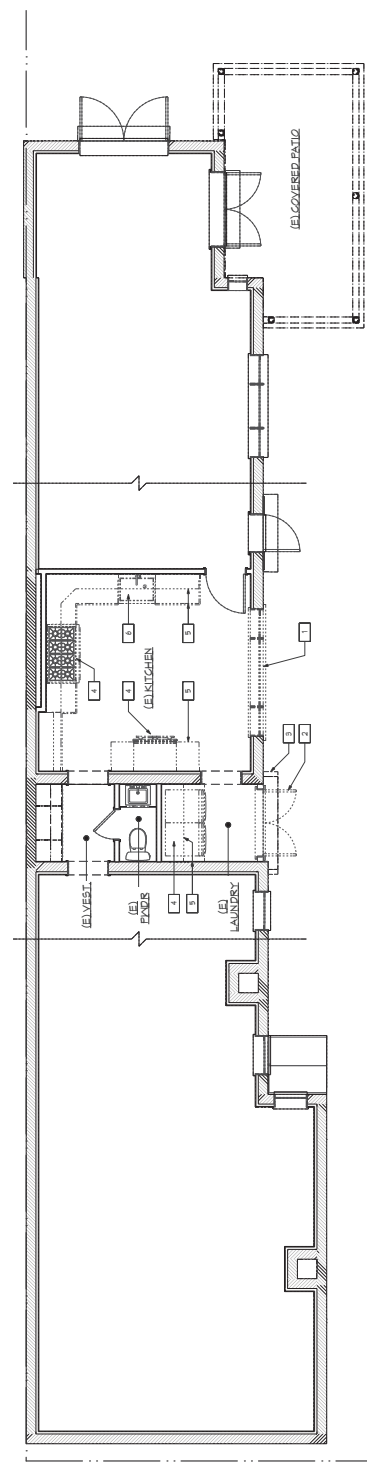 (E) COVERED PATIO
1
6
5
4
4
(E) KITCHEN
5
3
2
(E) VEST.
(E)
PWDR
4
5
(E)
LAUNDRY